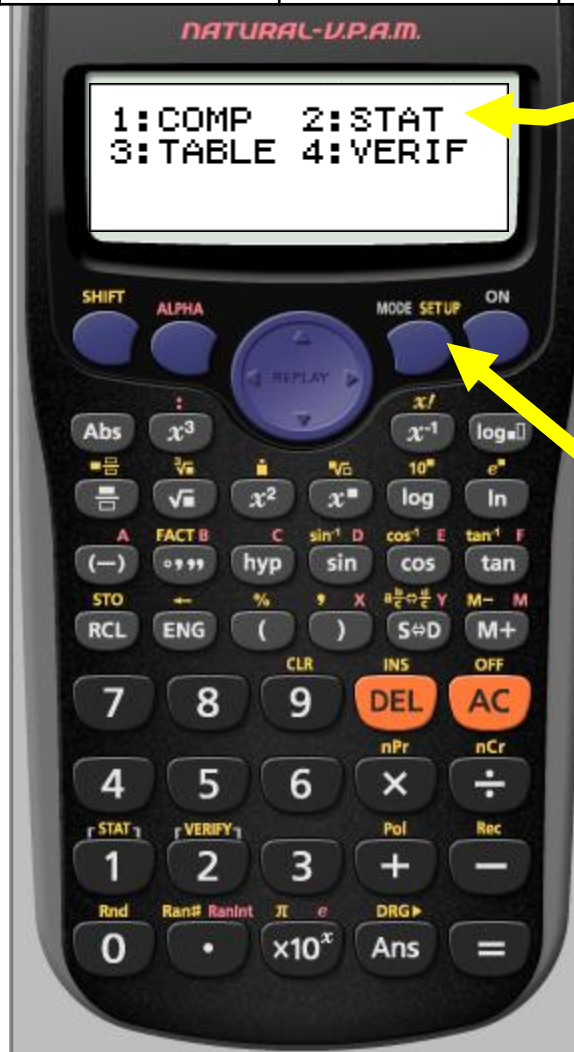 NATURAL-V.P.A.M.
1:COMP 2:STAT
3:TABLE 4:VERIF
SHIFT ALPHA MODE SETUP ON
REPLAY
: x!
Abs x³ x⁻¹ log■▯
■▤ ³√■ ▪ ■√▫ 10■ e■
√■ x² x■ log ln
A FACT B C sin⁻¹ D cos⁻¹ E tan⁻¹ F
(−) °,,, hyp sin cos tan
STO ← % , X a b/c⇔d/c Y M− M
RCL ENG ( ) S⇔D M+
CLR INS OFF
7 8 9 DEL AC
nPr nCr
4 5 6 × ÷
STAT VERIFY Pol Rec
1 2 3 + −
Rnd Ran# RanInt π e DRG▶
0 • ×10ˣ Ans =